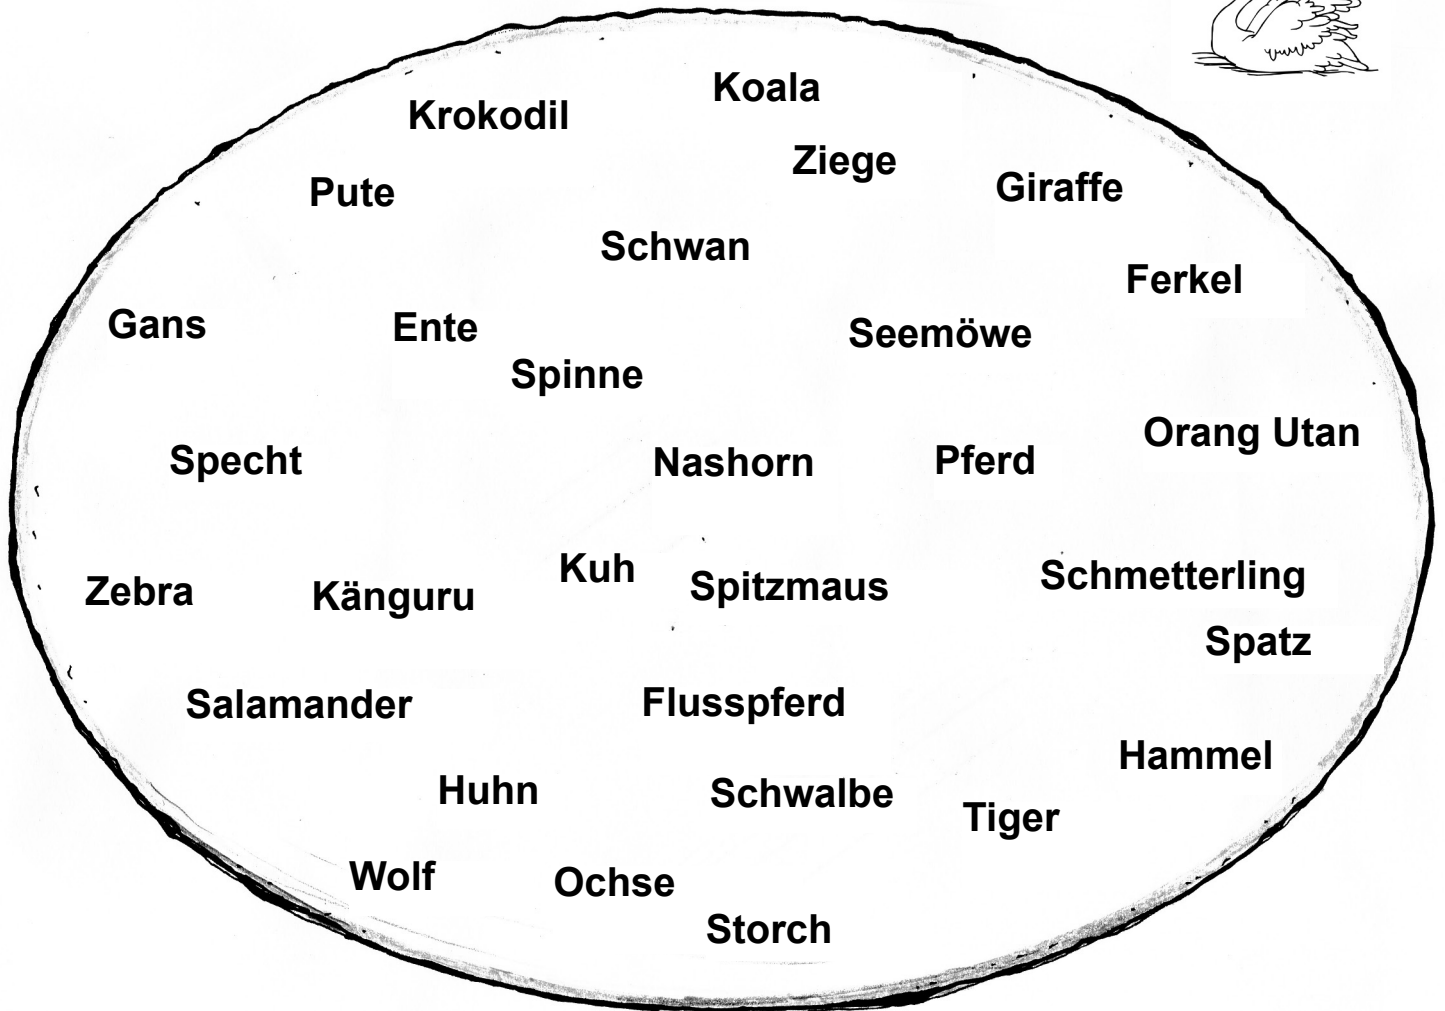 Koala
Krokodil
Ziege
Giraffe
Pute
Schwan
Ferkel
Gans
Ente
Seemöwe
Spinne
Orang Utan
Specht
Nashorn
Pferd
Kuh
Schmetterling
Spitzmaus
Zebra
Känguru
Spatz
Salamander
Flusspferd
Hammel
Huhn
Schwalbe
Tiger
Wolf
Ochse
Storch